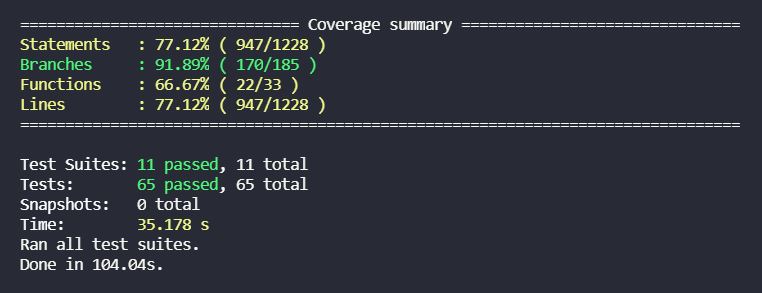 =============================== Coverage summary ===============================
Statements   : 77.12% ( 947/1228 )
Branches     : 91.89% ( 170/185 )
Functions    : 66.67% ( 22/33 )
Lines        : 77.12% ( 947/1228 )
================================================================================
Test Suites: 11 passed, 11 total
Tests:       65 passed, 65 total
Snapshots:   0 total
Time:        35.178 s
Ran all test suites.
Done in 104.04s.